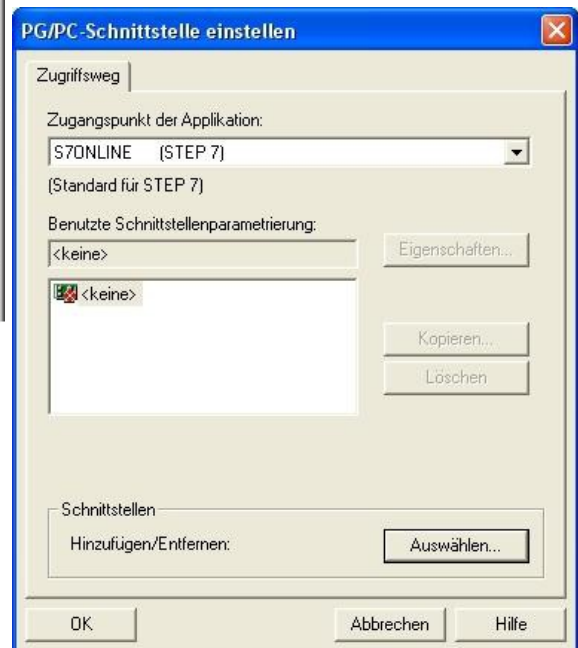 PG/PC-Schnittstelle einstellen
Zugriffsweg
Zugangspunkt der Applikation:
S7ONLINE (STEP 7)
(Standard für STEP 7)
Benutzte Schnittstellenparametrierung:
<keine>
Eigenschaften...
<keine>
Kopieren...
Löschen
Schnittstellen
Hinzufügen/Entfernen:
Auswählen...
OK
Abbrechen
Hilfe